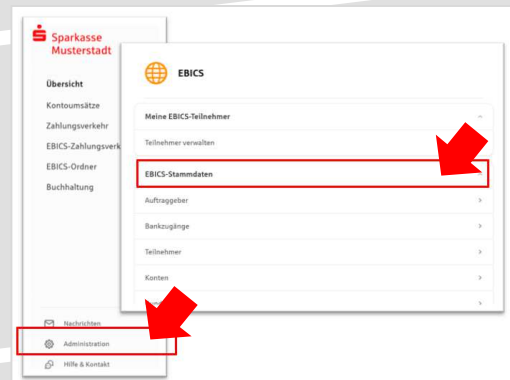 Sparkasse
Musterstadt
Übersicht
Kontoumsätze
Zahlungsverkehr
EBICS-Zahlungsverk
EBICS-Ordner
Buchhaltung
Nachrichten
Administration
Hilfe & Kontakt
EBICS
Meine EBICS-Teilnehmer
Teilnehmer verwalten
EBICS-Stammdaten
Auftraggeber
Bankzugänge
Teilnehmer
Konten